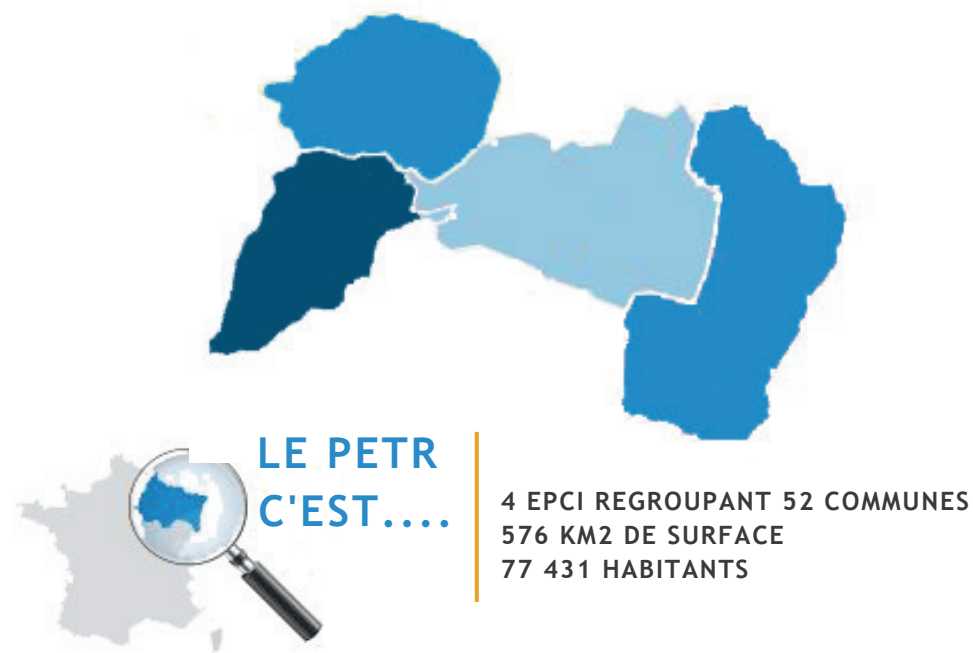 LE PETR
C'EST....
4 EPCI REGROUPANT 52 COMMUNES
576 KM2 DE SURFACE
77 431 HABITANTS